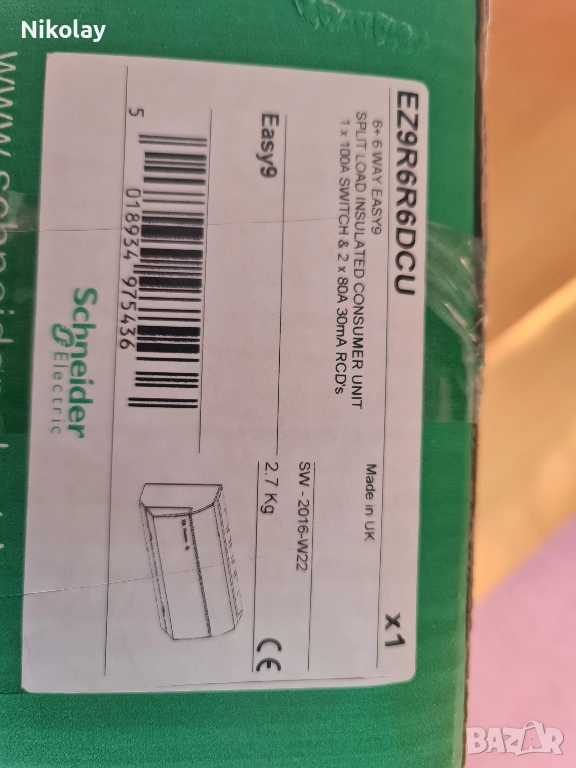 Nikolay
EZ9R6R6DCU
6+6 WAY EASY9
SPLIT LOAD INSULATED CONSUMER UNIT
1 x 100A SWITCH & 2 x 80A 30mA RCD's
Made in UK
x1
SW - 2016-W22
Easy9
2.7 Kg
CE
5 018934 975436
Schneider
Electric
BAZAR